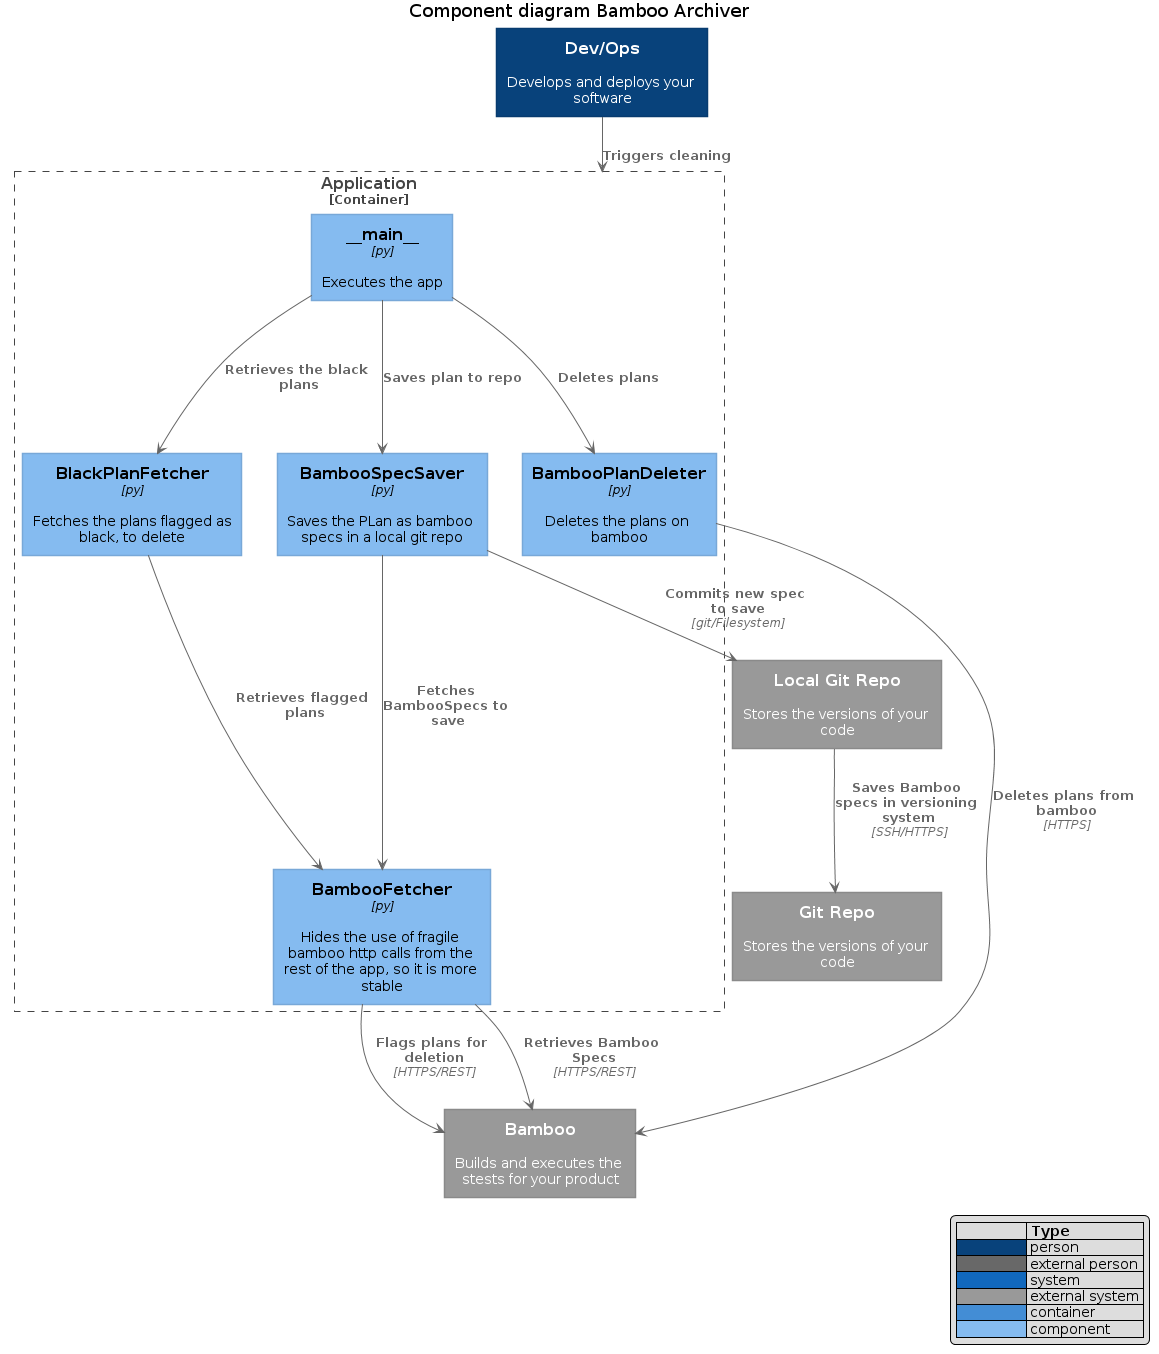 Component diagram Bamboo Archiver
Dev/Ops
Develops and deploys your
software
Triggers cleaning
Application
[Container]
__main__
[py]
Executes the app
Retrieves the black
plans
Saves plan to repo
Deletes plans
BlackPlanFetcher
[py]
Fetches the plans flagged as
black, to delete
BambooSpecSaver
[py]
Saves the PLan as bamboo
specs in a local git repo
BambooPlanDeleter
[py]
Deletes the plans on
bamboo
Commits new spec
to save
[git/Filesystem]
Retrieves flagged
plans
Fetches
BambooSpecs to
save
Local Git Repo
Stores the versions of your
code
Saves Bamboo
specs in versioning
system
[SSH/HTTPS]
Deletes plans from
bamboo
[HTTPS]
BambooFetcher
[py]
Hides the use of fragile
bamboo http calls from the
rest of the app, so it is more
stable
Git Repo
Stores the versions of your
code
Flags plans for
deletion
[HTTPS/REST]
Retrieves Bamboo
Specs
[HTTPS/REST]
Bamboo
Builds and executes the
stests for your product
Type
person
external person
system
external system
container
component